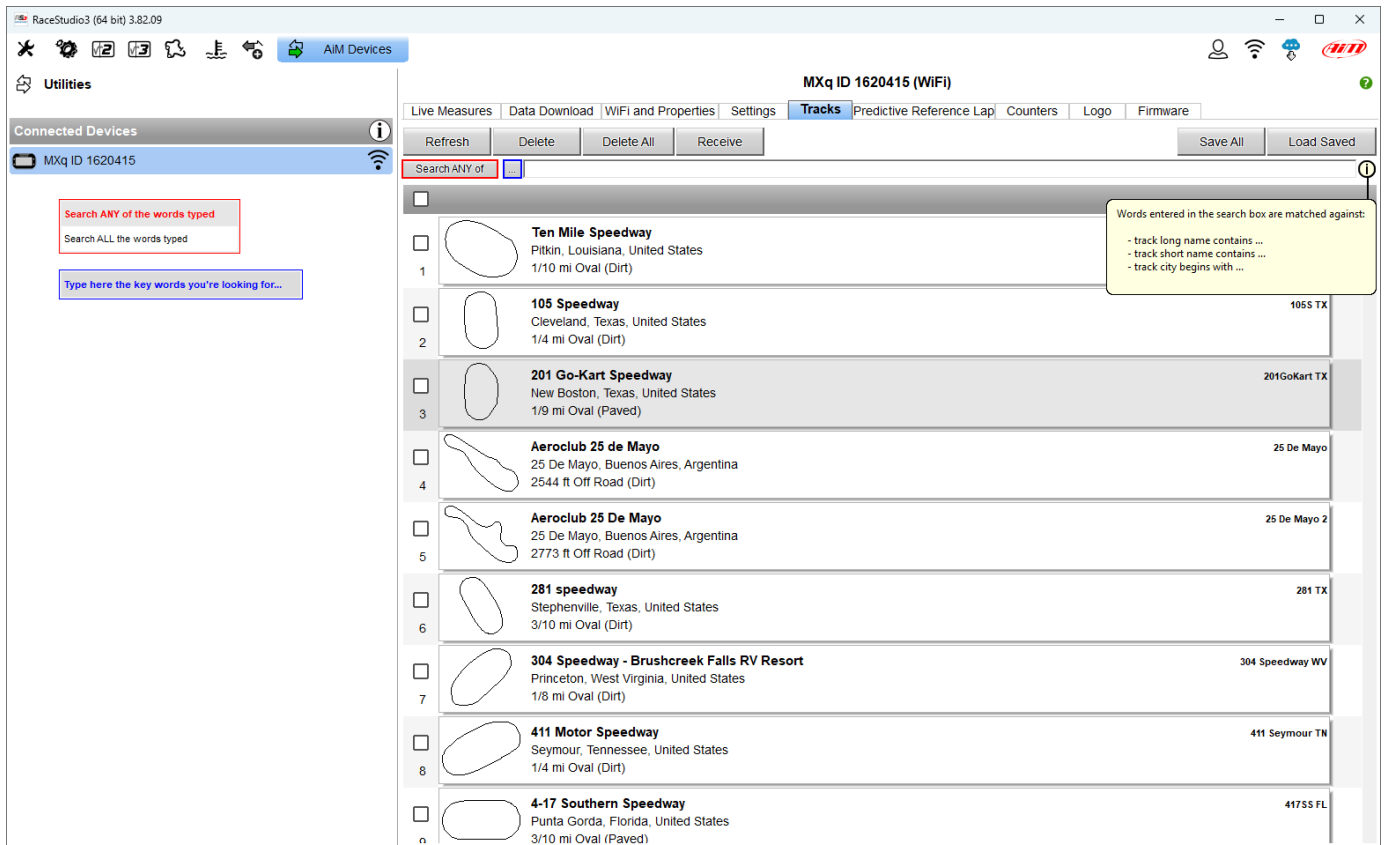 RaceStudio3 (64 bit) 3.82.09
AiM Devices
AiM
Utilities
MXq ID 1620415 (WiFi)
Live Measures Data Download WiFi and Properties Settings Tracks Predictive Reference Lap Counters Logo Firmware
Connected Devices
Refresh Delete Delete All Receive Save All Load Saved
MXq ID 1620415
Search ANY of ...
Search ANY of the words typed
Search ALL the words typed
Type here the key words you're looking for...
Words entered in the search box are matched against:
- track long name contains ...
- track short name contains ...
- track city begins with ...
Ten Mile Speedway
Pitkin, Louisiana, United States
1/10 mi Oval (Dirt)
1
105 Speedway
105S TX
Cleveland, Texas, United States
1/4 mi Oval (Dirt)
2
201 Go-Kart Speedway
201GoKart TX
New Boston, Texas, United States
1/9 mi Oval (Paved)
3
Aeroclub 25 de Mayo
25 De Mayo
25 De Mayo, Buenos Aires, Argentina
2544 ft Off Road (Dirt)
4
Aeroclub 25 De Mayo
25 De Mayo 2
25 De Mayo, Buenos Aires, Argentina
2773 ft Off Road (Dirt)
5
281 speedway
281 TX
Stephenville, Texas, United States
3/10 mi Oval (Dirt)
6
304 Speedway - Brushcreek Falls RV Resort
304 Speedway WV
Princeton, West Virginia, United States
1/8 mi Oval (Dirt)
7
411 Motor Speedway
411 Seymour TN
Seymour, Tennessee, United States
1/4 mi Oval (Dirt)
8
4-17 Southern Speedway
417SS FL
Punta Gorda, Florida, United States
3/10 mi Oval (Paved)
9